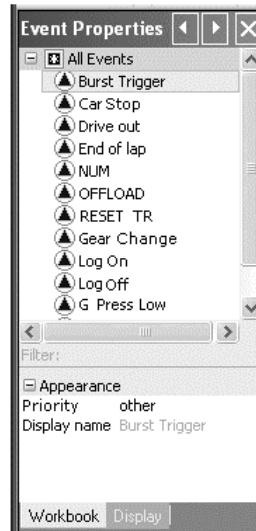 Event Properties
All Events
Burst Trigger
Car Stop
Drive out
End of lap
NUM
OFFLOAD
RESET TR
Gear Change
Log On
Log Off
G Press Low
Filter:
Appearance
Priority other
Display name Burst Trigger
Workbook Display